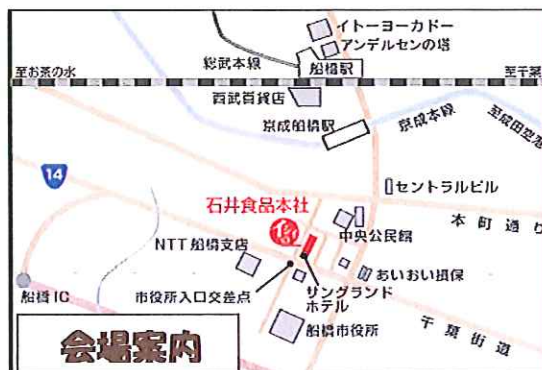 イトーヨーカドー
アンデルセンの塔
総武本線
船橋駅
至お茶の水
至千葉
西武百貨店
京成船橋駅
京成本線
至成田空港
14
セントラルビル
石井食品本社
本町通り
中央公民館
NTT船橋支店
あいおい損保
サングランド
ホテル
船橋IC
市役所入口交差点
船橋市役所
千葉街道
会場案内